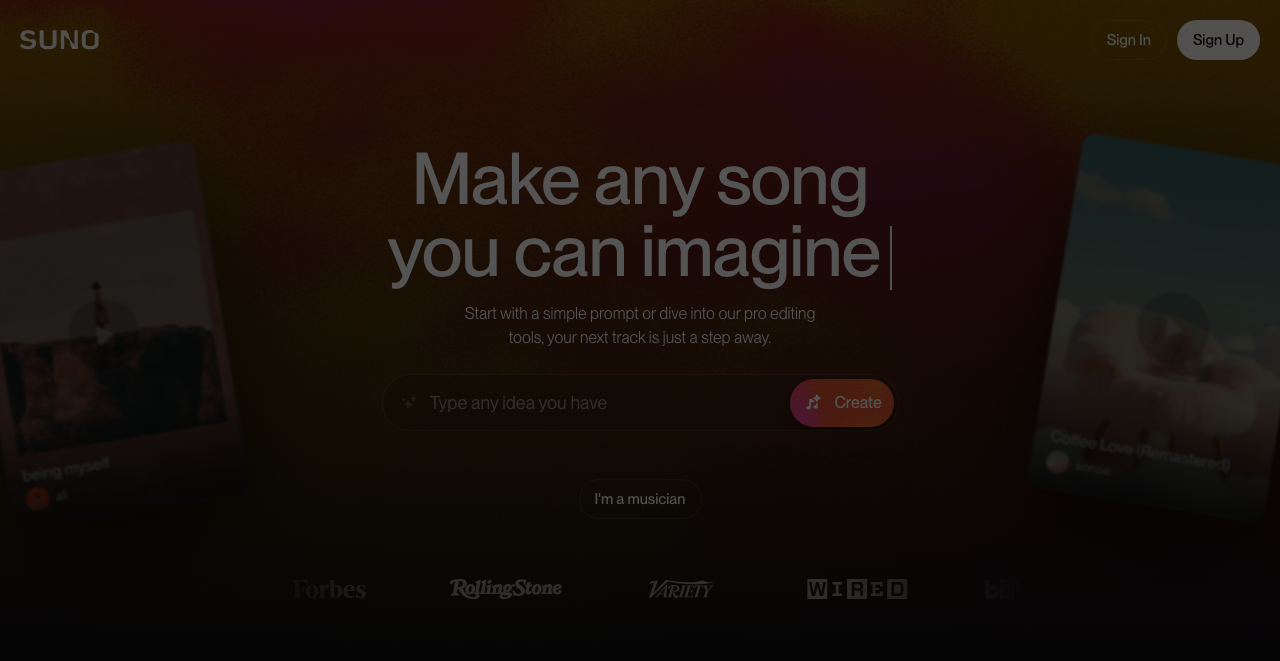 SUNO
Sign In
Sign Up
Make any song
you can imagine
Start with a simple prompt or dive into our pro editing
tools, your next track is just a step away.
Type any idea you have
Create
being myself
ali
Coffee Love (Remastered)
I'm a musician
Forbes
RollingStone
VARIETY
WIRED